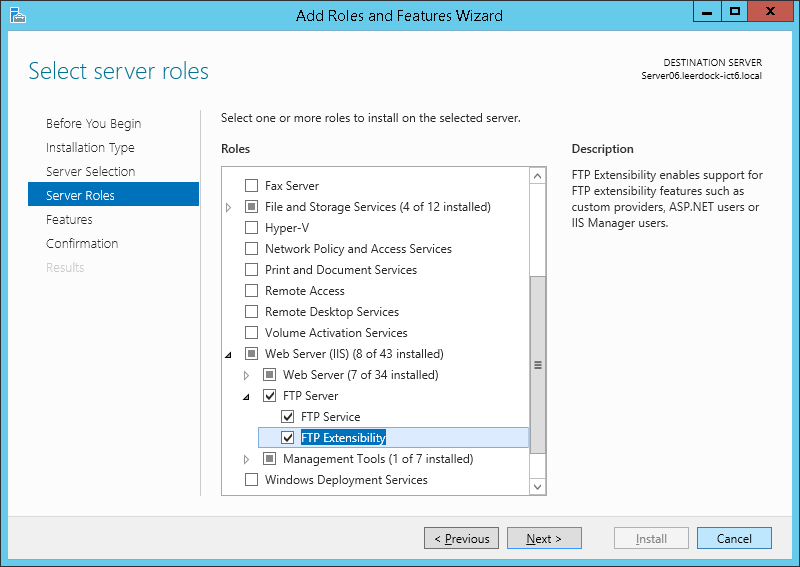 Add Roles and Features Wizard
Select server roles
DESTINATION SERVER
Server06.leerdock-ict6.local
Before You Begin
Installation Type
Server Selection
Server Roles
Features
Confirmation
Results
Select one or more roles to install on the selected server.
Roles
Fax Server
File and Storage Services (4 of 12 installed)
Hyper-V
Network Policy and Access Services
Print and Document Services
Remote Access
Remote Desktop Services
Volume Activation Services
Web Server (IIS) (8 of 43 installed)
Web Server (7 of 34 installed)
FTP Server
FTP Service
FTP Extensibility
Management Tools (1 of 7 installed)
Windows Deployment Services
Description
FTP Extensibility enables support for
FTP extensibility features such as
custom providers, ASP.NET users or
IIS Manager users.
< Previous
Next >
Install
Cancel